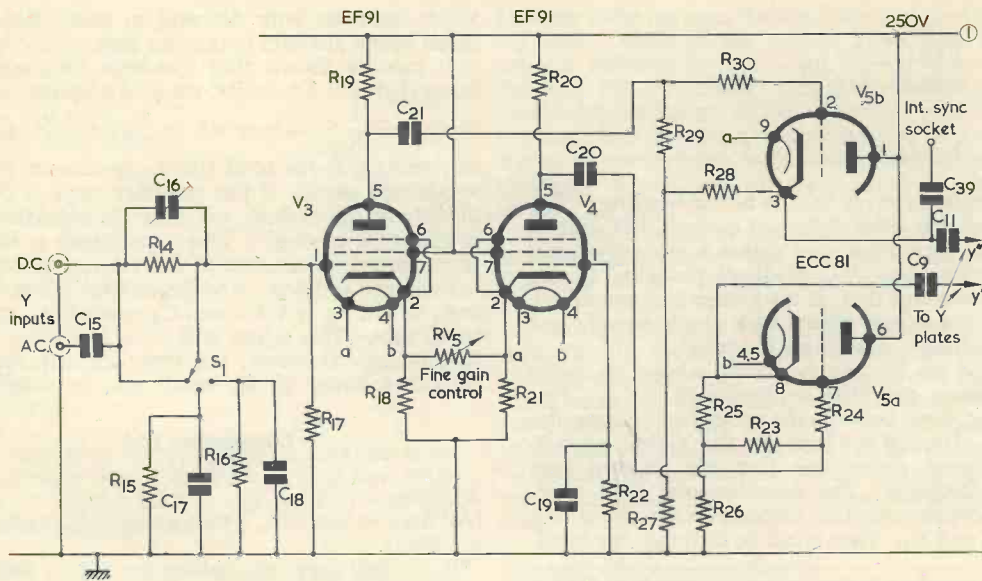 EF91 EF91 250V 1
R19 R20 R30 V5b
Int. sync
socket
C21 R29 2
9 a 1
C16 C20 R28 3 C39
5 5 V4
R14 V3 6 6 C11
D.C. 1 7 7 1 y"
ECC 81 C9
Y
inputs
2 2 y'
C15 3 4 3 4 To Y
plates
A.C. a b RV5 a b 4,5 6
b
S1 Fine gain
control
8 7 V5a
R18 R21 R25 R24
R17 R23
R16
R15 C17 C18 C19 R22 R27 R26